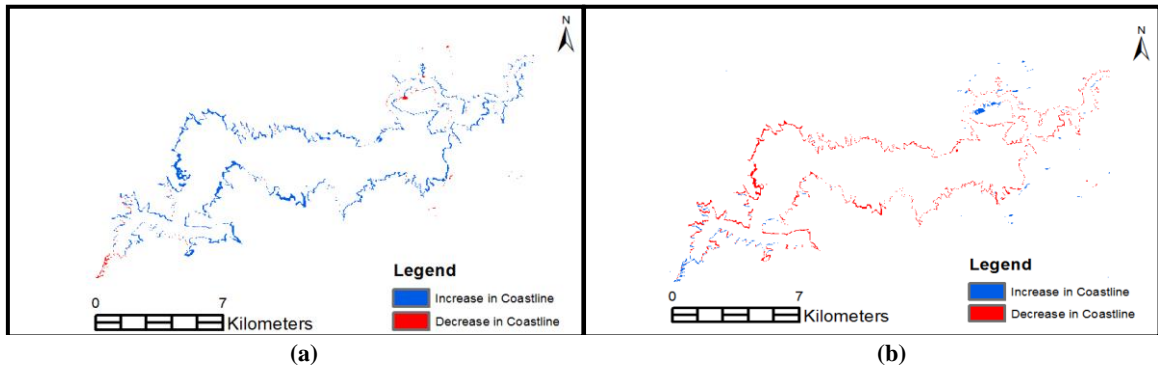 N
Legend
Increase in Coastline
Decrease in Coastline
0 7
Kilometers
(a)
N
Legend
Increase in Coastline
Decrease in Coastline
0 7
Kilometers
(b)